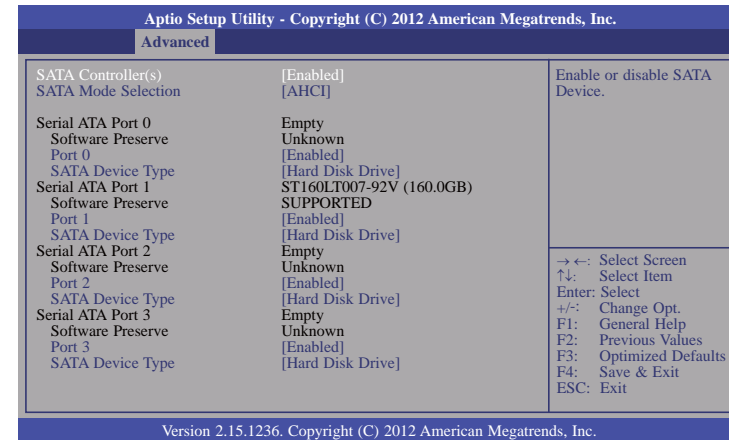 Aptio Setup Utility - Copyright (C) 2012 American Megatrends, Inc.
Advanced
SATA Controller(s) [Enabled]
SATA Mode Selection [AHCI]
Serial ATA Port 0 Empty
Software Preserve Unknown
Port 0 [Enabled]
SATA Device Type [Hard Disk Drive]
Serial ATA Port 1 ST160LT007-92V (160.0GB)
Software Preserve SUPPORTED
Port 1 [Enabled]
SATA Device Type [Hard Disk Drive]
Serial ATA Port 2 Empty
Software Preserve Unknown
Port 2 [Enabled]
SATA Device Type [Hard Disk Drive]
Serial ATA Port 3 Empty
Software Preserve Unknown
Port 3 [Enabled]
SATA Device Type [Hard Disk Drive]
Enable or disable SATA
Device.
→←: Select Screen
↑↓: Select Item
Enter: Select
+/-: Change Opt.
F1: General Help
F2: Previous Values
F3: Optimized Defaults
F4: Save & Exit
ESC: Exit
Version 2.15.1236. Copyright (C) 2012 American Megatrends, Inc.